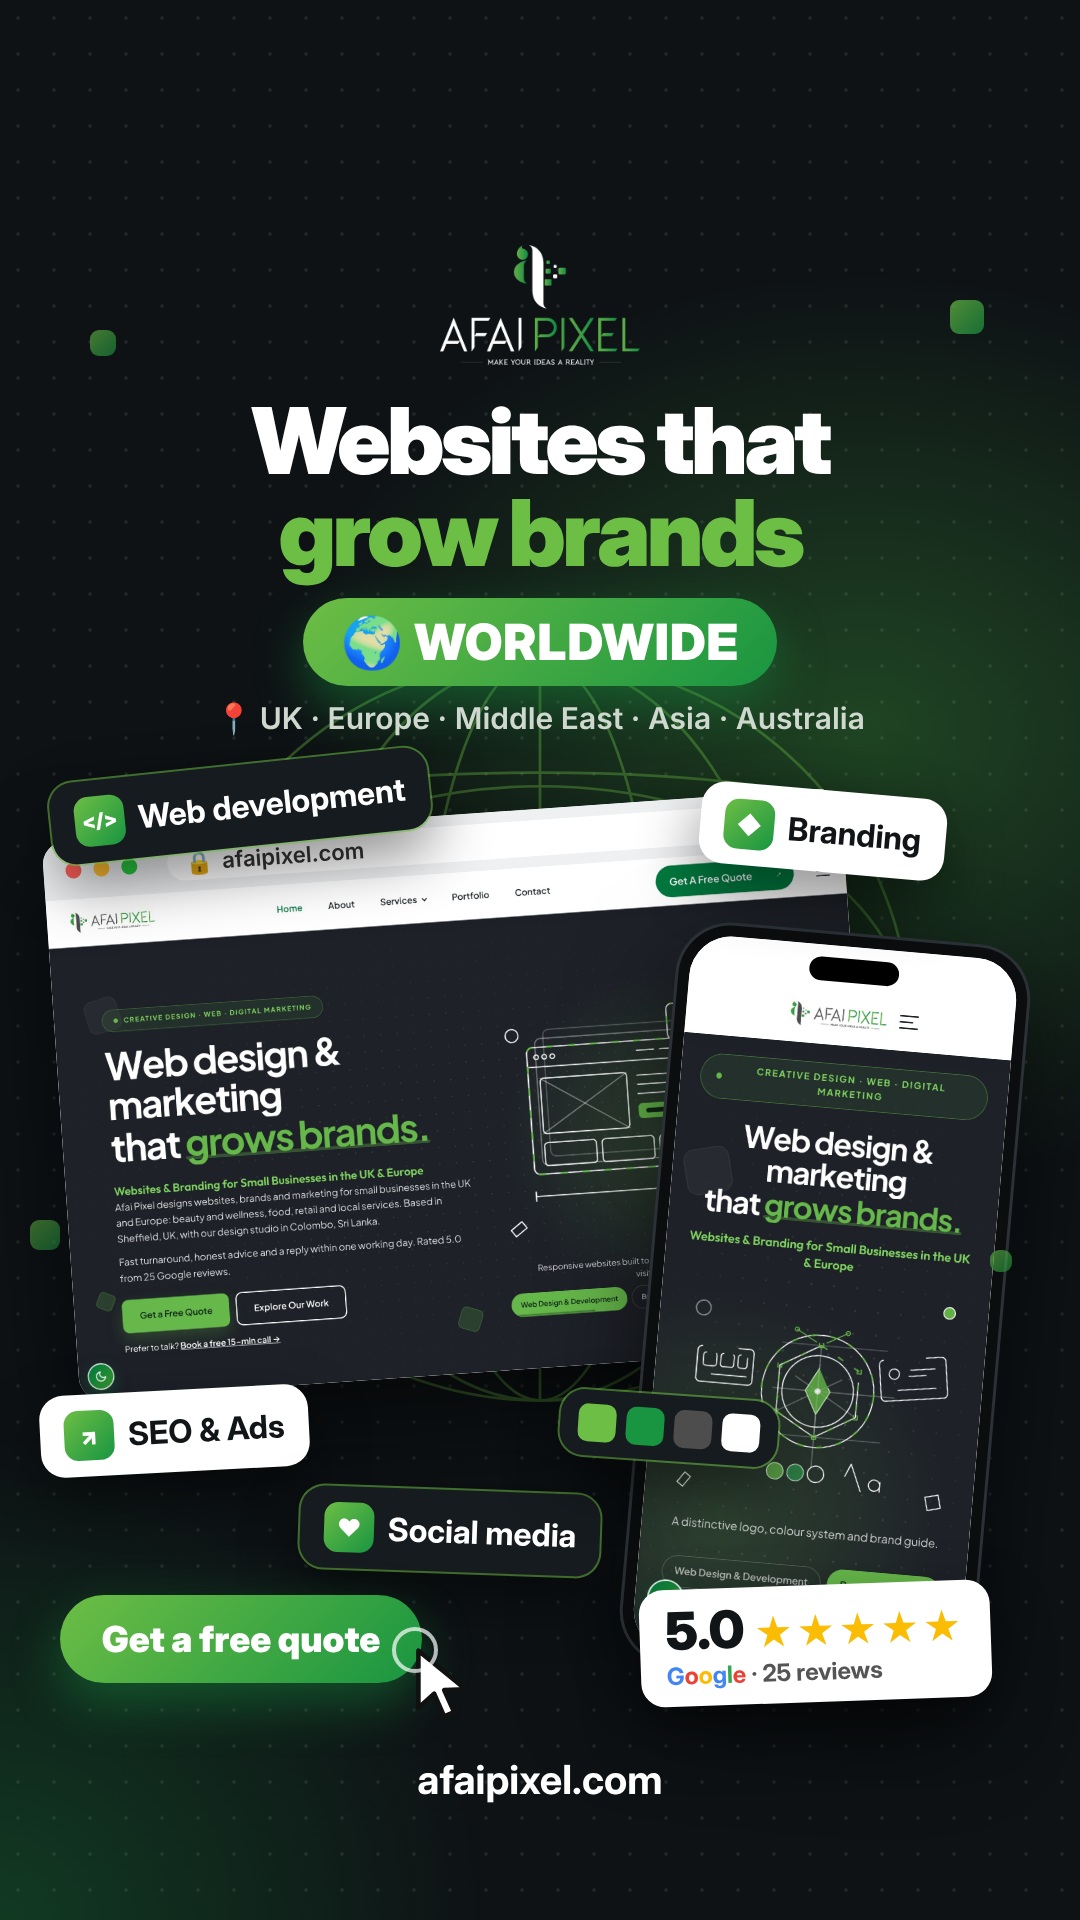 AFAI PIXEL
MAKE YOUR IDEAS A REALITY
Websites that
grow brands
🌍 WORLDWIDE
📍 UK · Europe · Middle East · Asia · Australia
</> Web development
Branding
🔒 afaipixel.com
AFAI PIXEL
Home About Services Portfolio Contact
Get A Free Quote
CREATIVE DESIGN · WEB · DIGITAL MARKETING
Web design &
marketing
that grows brands.
Websites & Branding for Small Businesses in the UK & Europe
Afai Pixel designs websites, brands and marketing for small businesses in the UK
and Europe: beauty and wellness, food, retail and local services. Based in
Sheffield, UK, with our design studio in Colombo, Sri Lanka.
Fast turnaround, honest advice and a reply within one working day. Rated 5.0
from 25 Google reviews.
Get a Free Quote
Explore Our Work
Prefer to talk? Book a free 15-min call →
Responsive websites built to
Web Design & Development
AFAI PIXEL
CREATIVE DESIGN · WEB · DIGITAL
MARKETING
Web design &
marketing
that grows brands.
Websites & Branding for Small Businesses in the UK
& Europe
A a
A distinctive logo, colour system and brand guide.
Web Design & Development
SEO & Ads
Social media
Get a free quote
5.0 ★★★★★
Google · 25 reviews
afaipixel.com